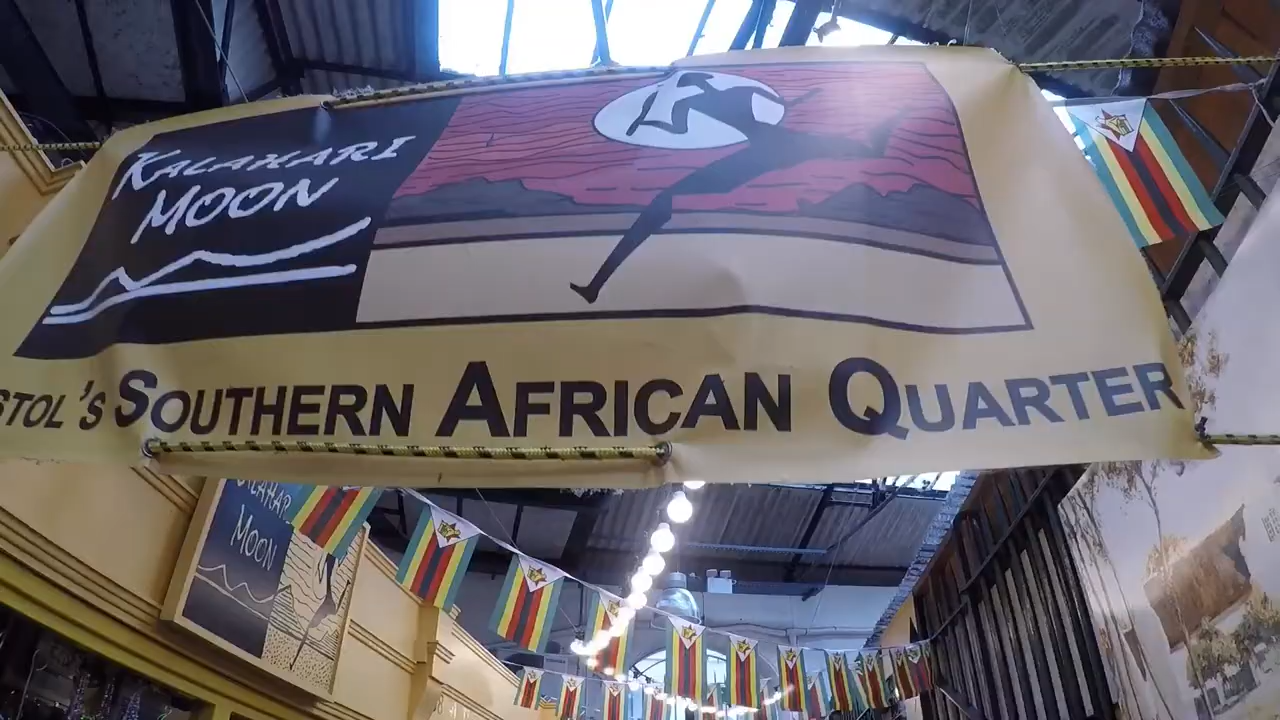 KALAHARI
MOON
STOL'S SOUTHERN AFRICAN QUARTER
MOON